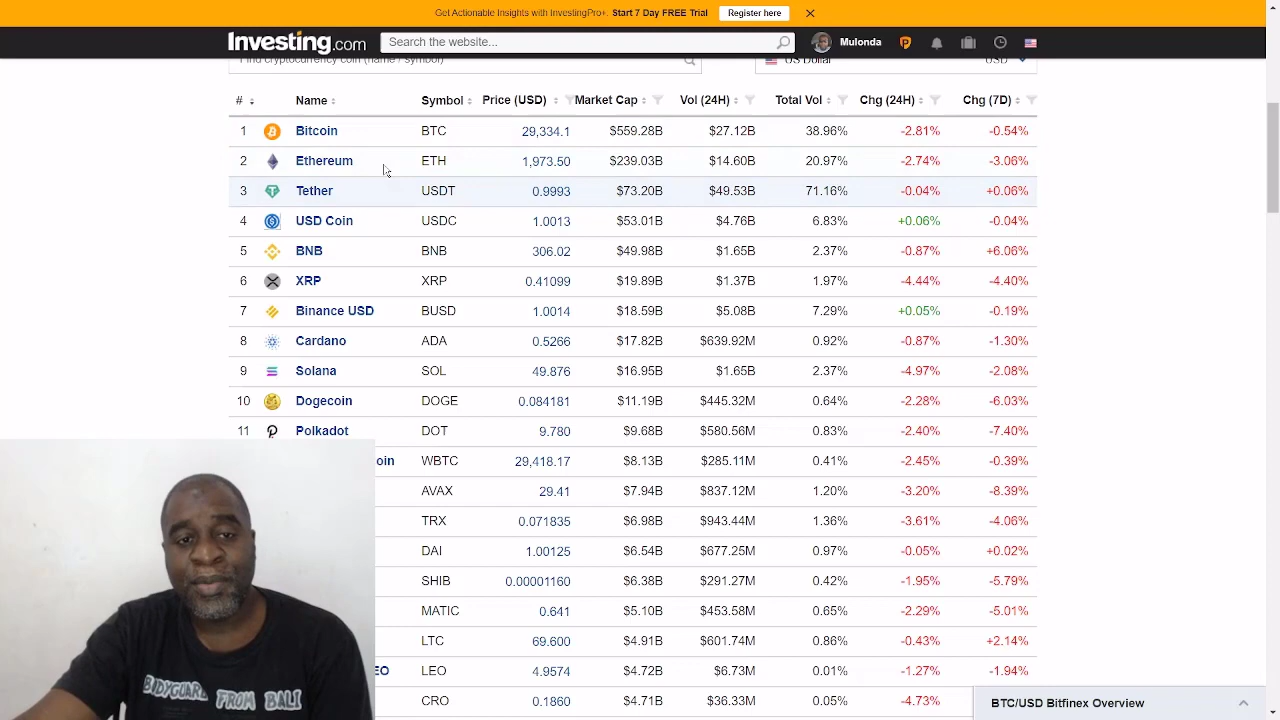 Get Actionable Insights with InvestingPro+. Start 7 Day FREE Trial Register here
Investing.com Search the website... Mulonda
Find cryptocurrency coin (name / symbol) US Dollar USD
# Name Symbol Price (USD) Market Cap Vol (24H) Total Vol Chg (24H) Chg (7D)
1 Bitcoin BTC 29,334.1 $559.28B $27.12B 38.96% -2.81% -0.54%
2 Ethereum ETH 1,973.50 $239.03B $14.60B 20.97% -2.74% -3.06%
3 Tether USDT 0.9993 $73.20B $49.53B 71.16% -0.04% +0.06%
4 USD Coin USDC 1.0013 $53.01B $4.76B 6.83% +0.06% -0.04%
5 BNB BNB 306.02 $49.98B $1.65B 2.37% -0.87% +6.06%
6 XRP XRP 0.41099 $19.89B $1.37B 1.97% -4.44% -4.40%
7 Binance USD BUSD 1.0014 $18.59B $5.08B 7.29% +0.05% -0.19%
8 Cardano ADA 0.5266 $17.82B $639.92M 0.92% -0.87% -1.30%
9 Solana SOL 49.876 $16.95B $1.65B 2.37% -4.97% -2.08%
10 Dogecoin DOGE 0.084181 $11.19B $445.32M 0.64% -2.28% -6.03%
11 Polkadot DOT 9.780 $9.68B $580.56M 0.83% -2.40% -7.40%
oin WBTC 29,418.17 $8.13B $285.11M 0.41% -2.45% -0.39%
AVAX 29.41 $7.94B $837.12M 1.20% -3.20% -8.39%
TRX 0.071835 $6.98B $943.44M 1.36% -3.61% -4.06%
DAI 1.00125 $6.54B $677.25M 0.97% -0.05% +0.02%
SHIB 0.00001160 $6.38B $291.27M 0.42% -1.95% -5.79%
MATIC 0.641 $5.10B $453.58M 0.65% -2.29% -5.01%
LTC 69.600 $4.91B $601.74M 0.86% -0.43% +2.14%
EO LEO 4.9574 $4.72B $6.73M 0.01% -1.27% -1.94%
CRO 0.1860 $4.71B $36.33M 0.05% -4.73%
BTC/USD Bitfinex Overview
BODYGUARD FROM BALI